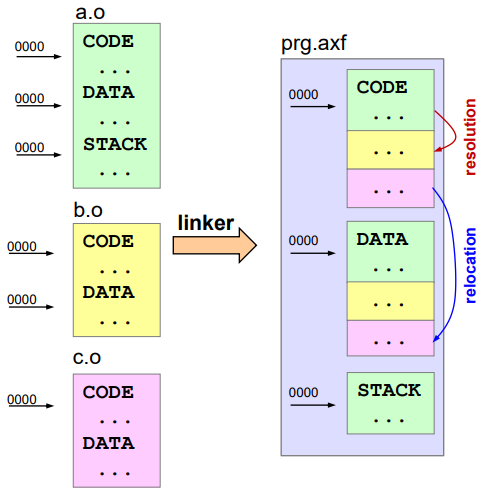 a.o
0000
CODE
...
0000
DATA
...
0000
STACK
...
b.o
0000
CODE
...
0000
DATA
...
c.o
0000
CODE
...
DATA
...
linker
prg.axf
0000
CODE
...
...
...
0000
DATA
...
...
...
0000
STACK
...
resolution
relocation